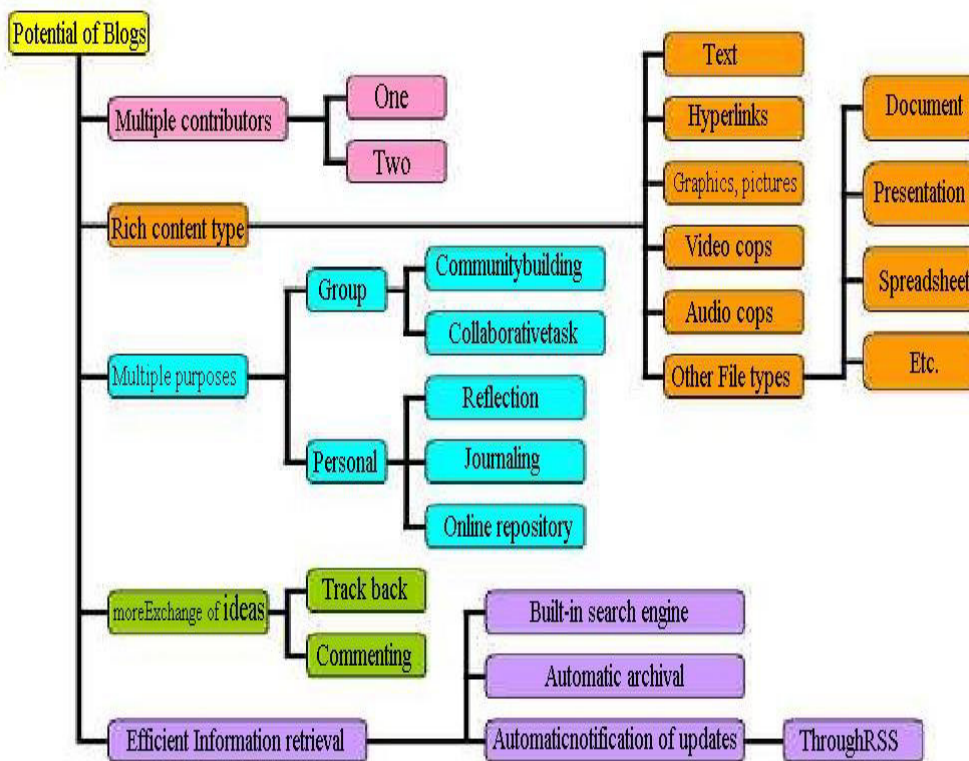 Potential of Blogs
Multiple contributors
One
Two
Rich content type
Text
Hyperlinks
Graphics, pictures
Video cops
Audio cops
Other File types
Document
Presentation
Spreadsheet
Etc.
Multiple purposes
Group
Communitybuilding
Collaborativetask
Personal
Reflection
Journaling
Online repository
moreExchange of ideas
Track back
Commenting
Efficient Information retrieval
Built-in search engine
Automatic archival
Automaticnotification of updates
ThroughRSS